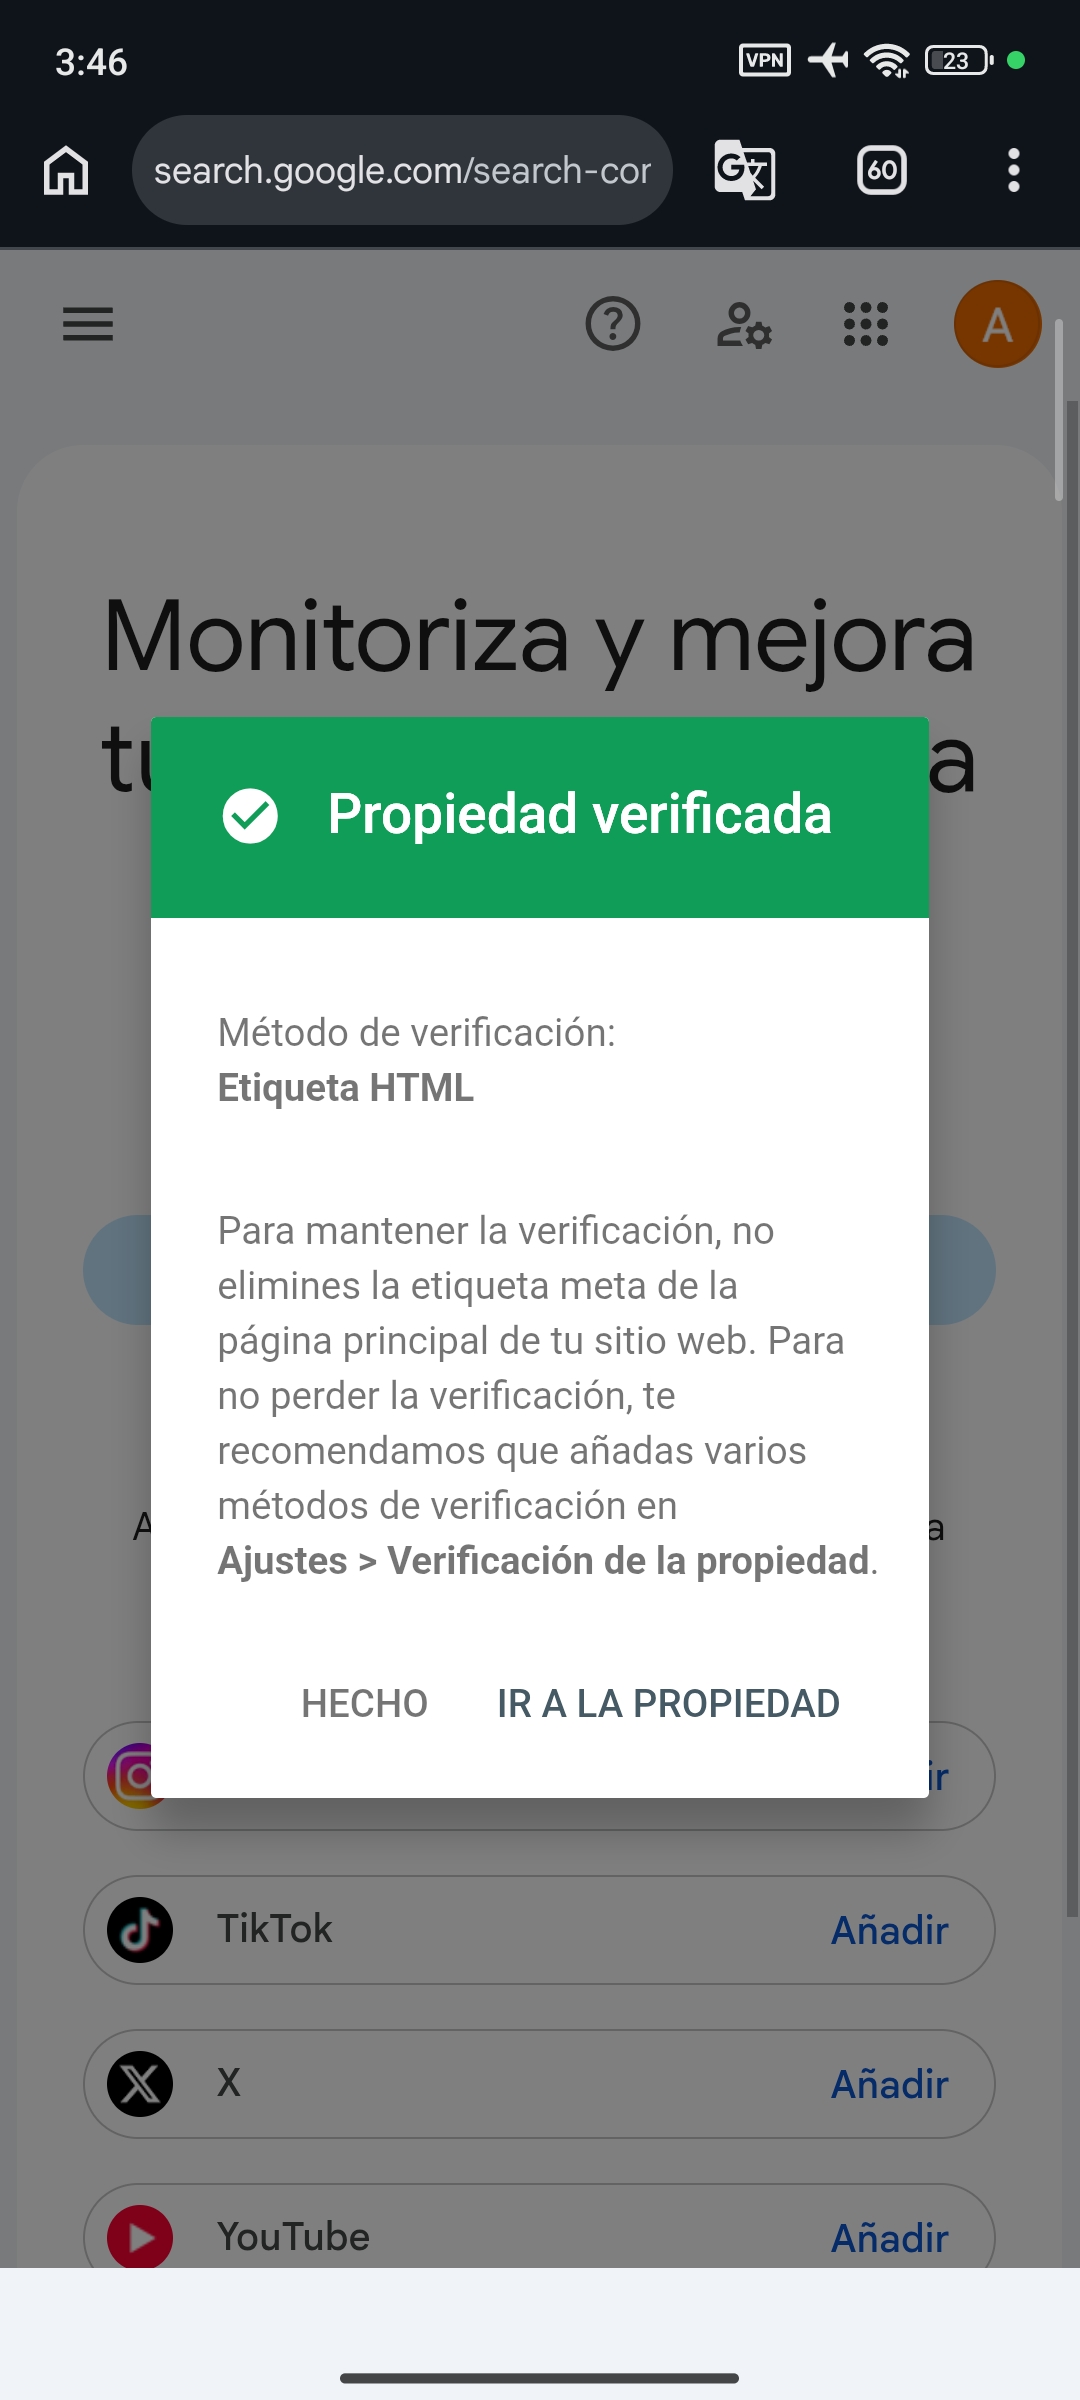 3:46
VPN
23
search.google.com/search-cor
G文
60
?
A
Monitoriza y mejora
a
Propiedad verificada
Método de verificación:
Etiqueta HTML
Para mantener la verificación, no
elimines la etiqueta meta de la
página principal de tu sitio web. Para
no perder la verificación, te
recomendamos que añadas varios
métodos de verificación en
Ajustes > Verificación de la propiedad.
A
a
HECHO
IR A LA PROPIEDAD
ir
TikTok
Añadir
X
Añadir
YouTube
Añadir